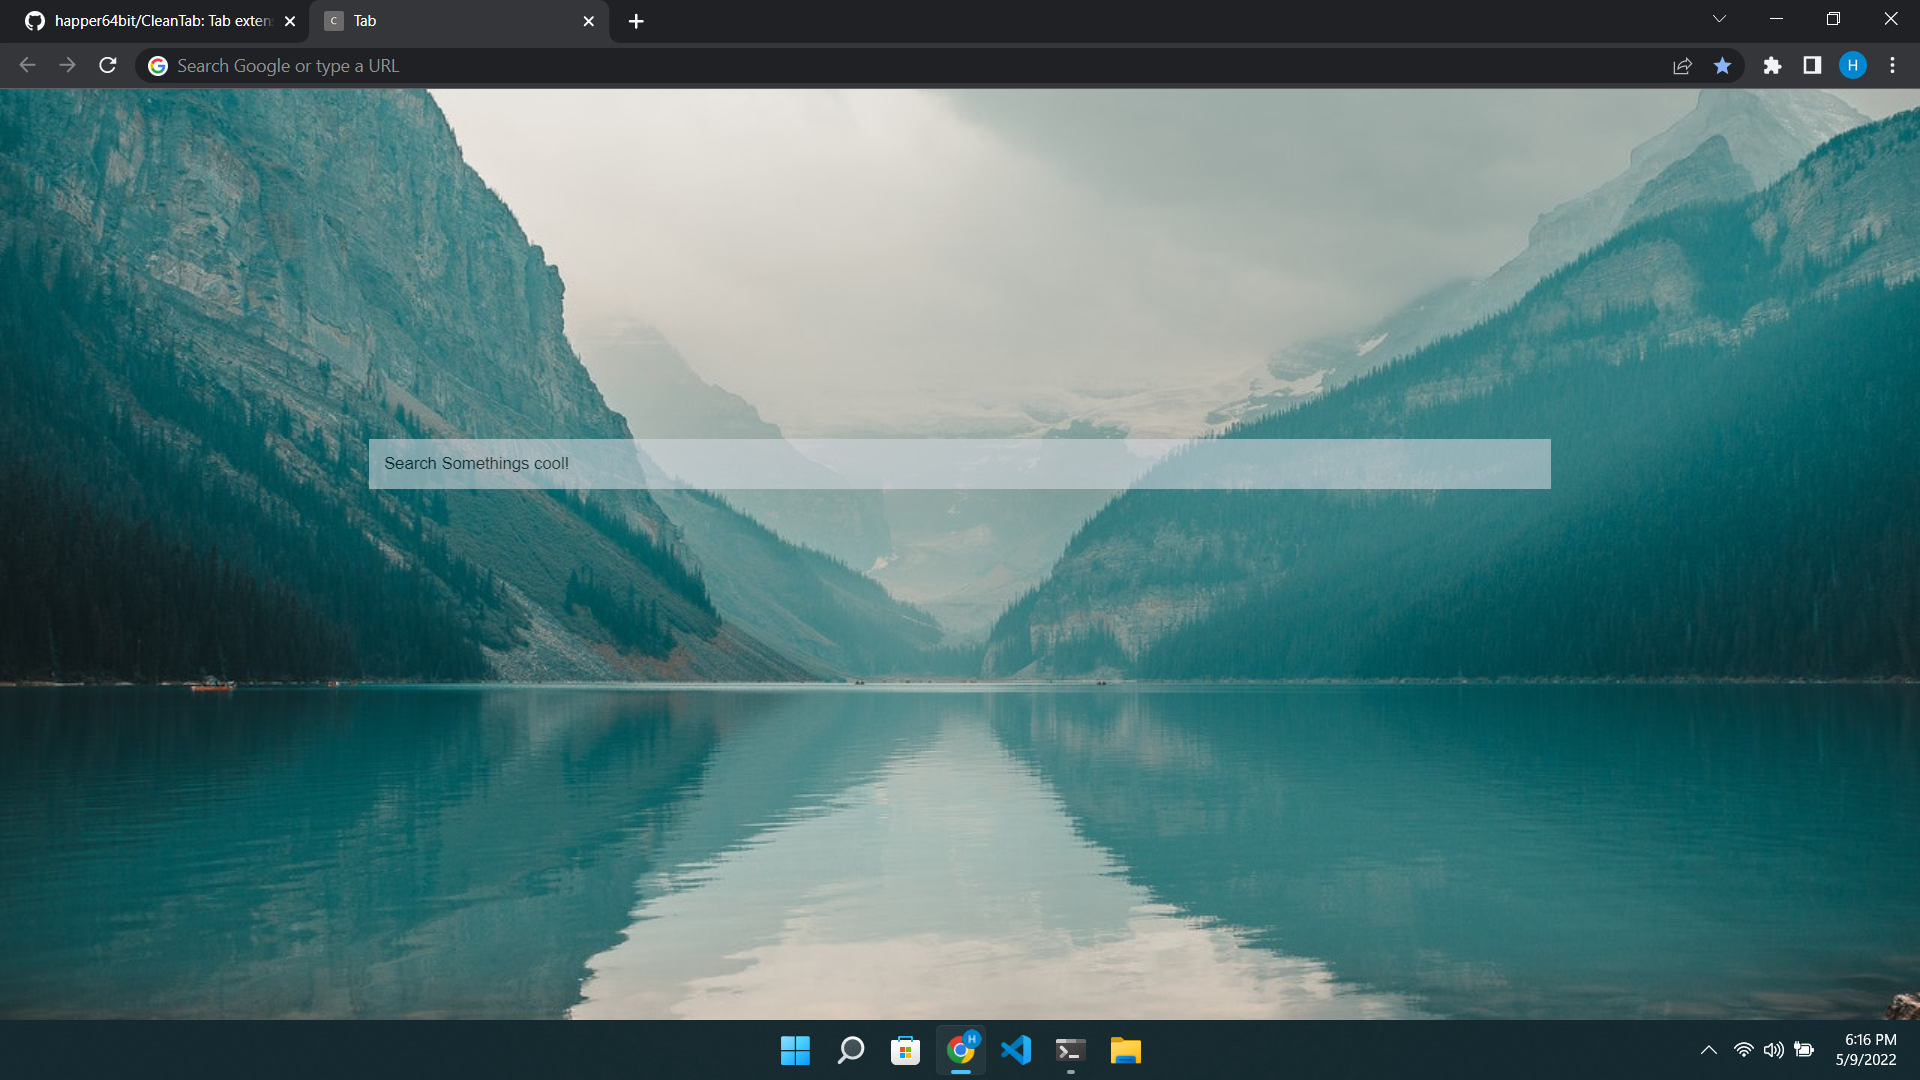 happer64bit/CleanTab: Tab exten
C Tab
Search Google or type a URL
H
Search Somethings cool!
H
6:16 PM
5/9/2022